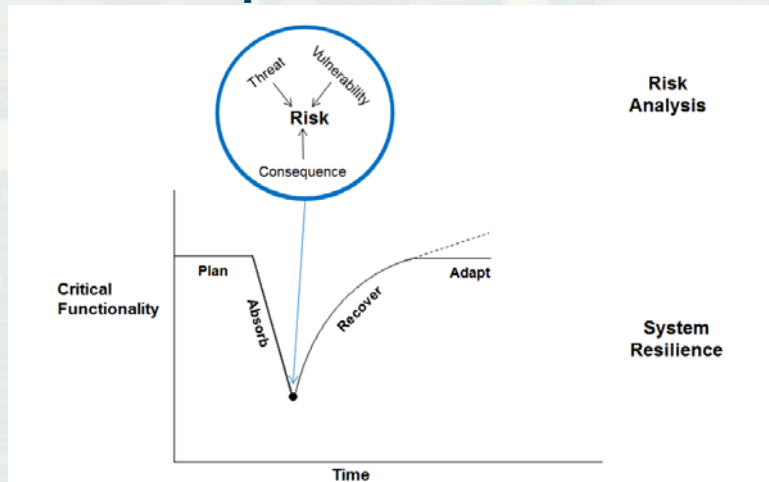 Threat
Vulnerability
Risk
Consequence
Risk
Analysis
Plan
Absorb
Recover
Adapt
Critical
Functionality
System
Resilience
Time